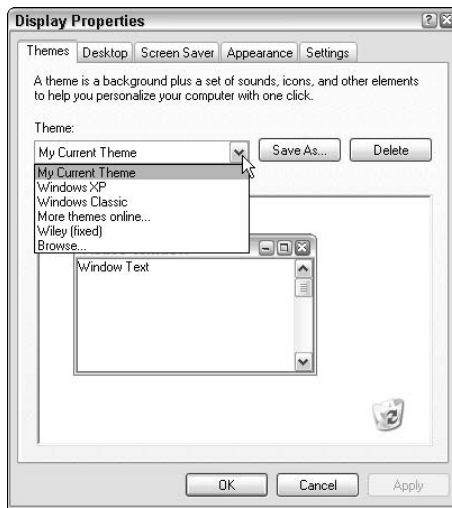 Display Properties
Themes Desktop Screen Saver Appearance Settings
A theme is a background plus a set of sounds, icons, and other elements
to help you personalize your computer with one click.
Theme:
My Current Theme Save As... Delete
My Current Theme
Windows XP
Windows Classic
More themes online...
Wiley (fixed)
Browse...
Window Text
OK Cancel Apply